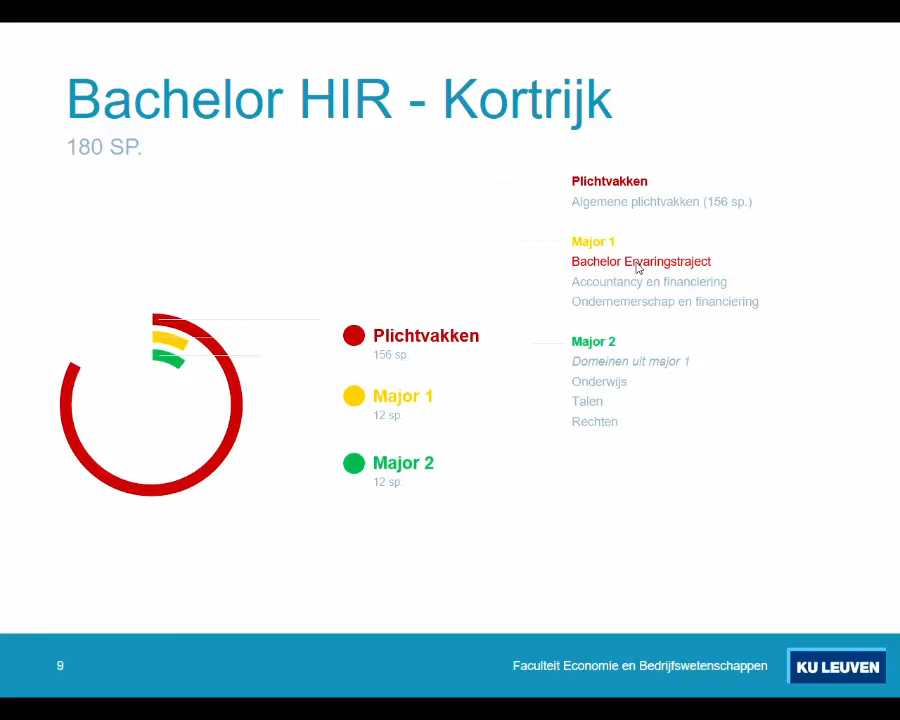 Bachelor HIR - Kortrijk
180 SP.
Plichtvakken
156 sp
Major 1
12 sp.
Major 2
12 sp.
Plichtvakken
Algemene plichtvakken (156 sp.)
Major 1
Bachelor Ervaringstraject
Accountancy en financiering
Ondernemerschap en financiering
Major 2
Domeinen uit major 1
Onderwijs
Talen
Rechten
9
Faculteit Economie en Bedrijfswetenschappen
KU LEUVEN